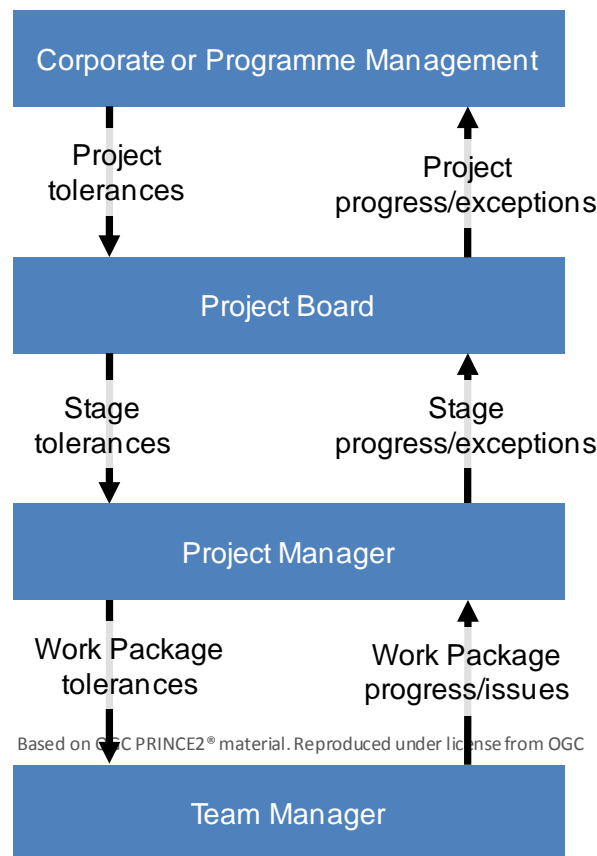 Corporate or Programme Management
Project
tolerances
Project
progress/exceptions
Project Board
Stage
tolerances
Stage
progress/exceptions
Project Manager
Work Package
tolerances
Work Package
progress/issues
Based on OGC PRINCE2® material. Reproduced under license from OGC
Team Manager